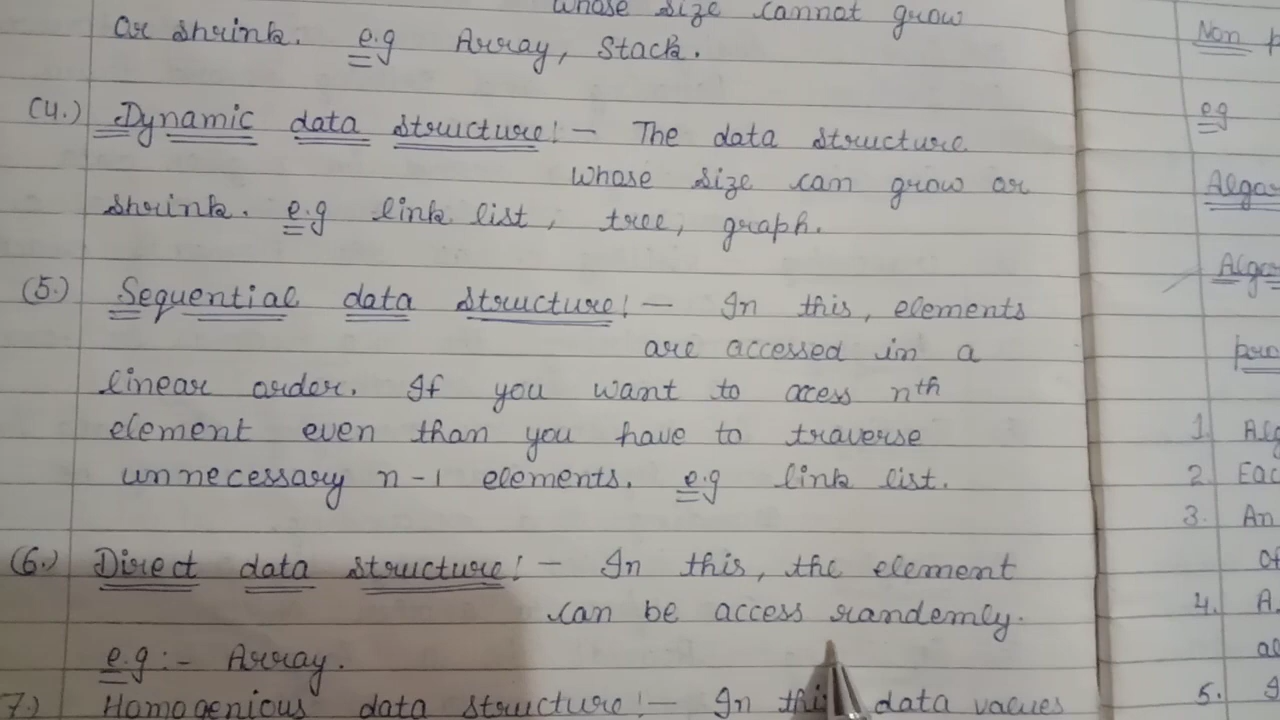 whose size cannot grow
or shrink. e.g Array, Stack.
(4.) Dynamic data structure:- The data structure
whose size can grow or
shrink. e.g link list, tree, graph.
(5.) Sequential data structure:- In this, elements
are accessed in a
linear order. If you want to acess nth
element even than you have to traverse
unnecessary n-1 elements. e.g link list.
(6.) Direct data structure:- In this, the element
can be access randemly.
e.g:- Array.
7.) Homogenious data structure:- In this data values
Non
eg
1.
2.
3. An
of
4. A
5.